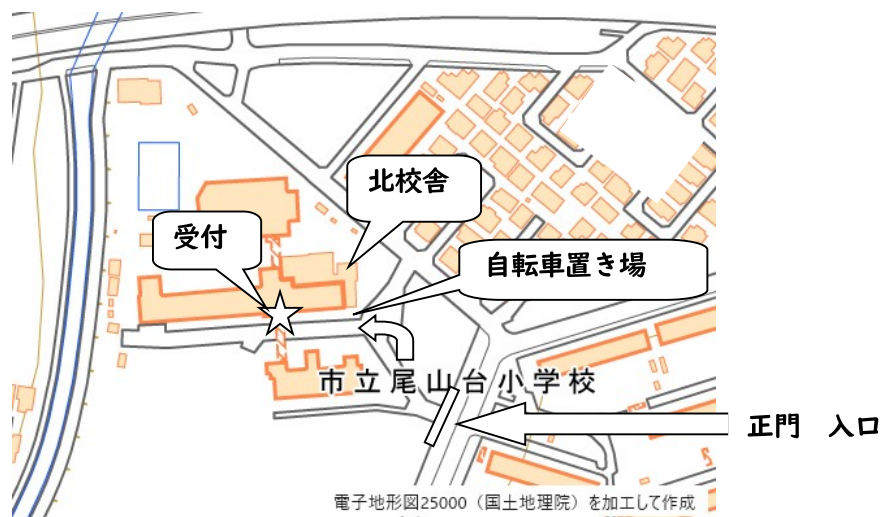 北校舎
受付
自転車置き場
市立尾山台小学校
正門　入口
電子地形図25000（国土地理院）を加工して作成